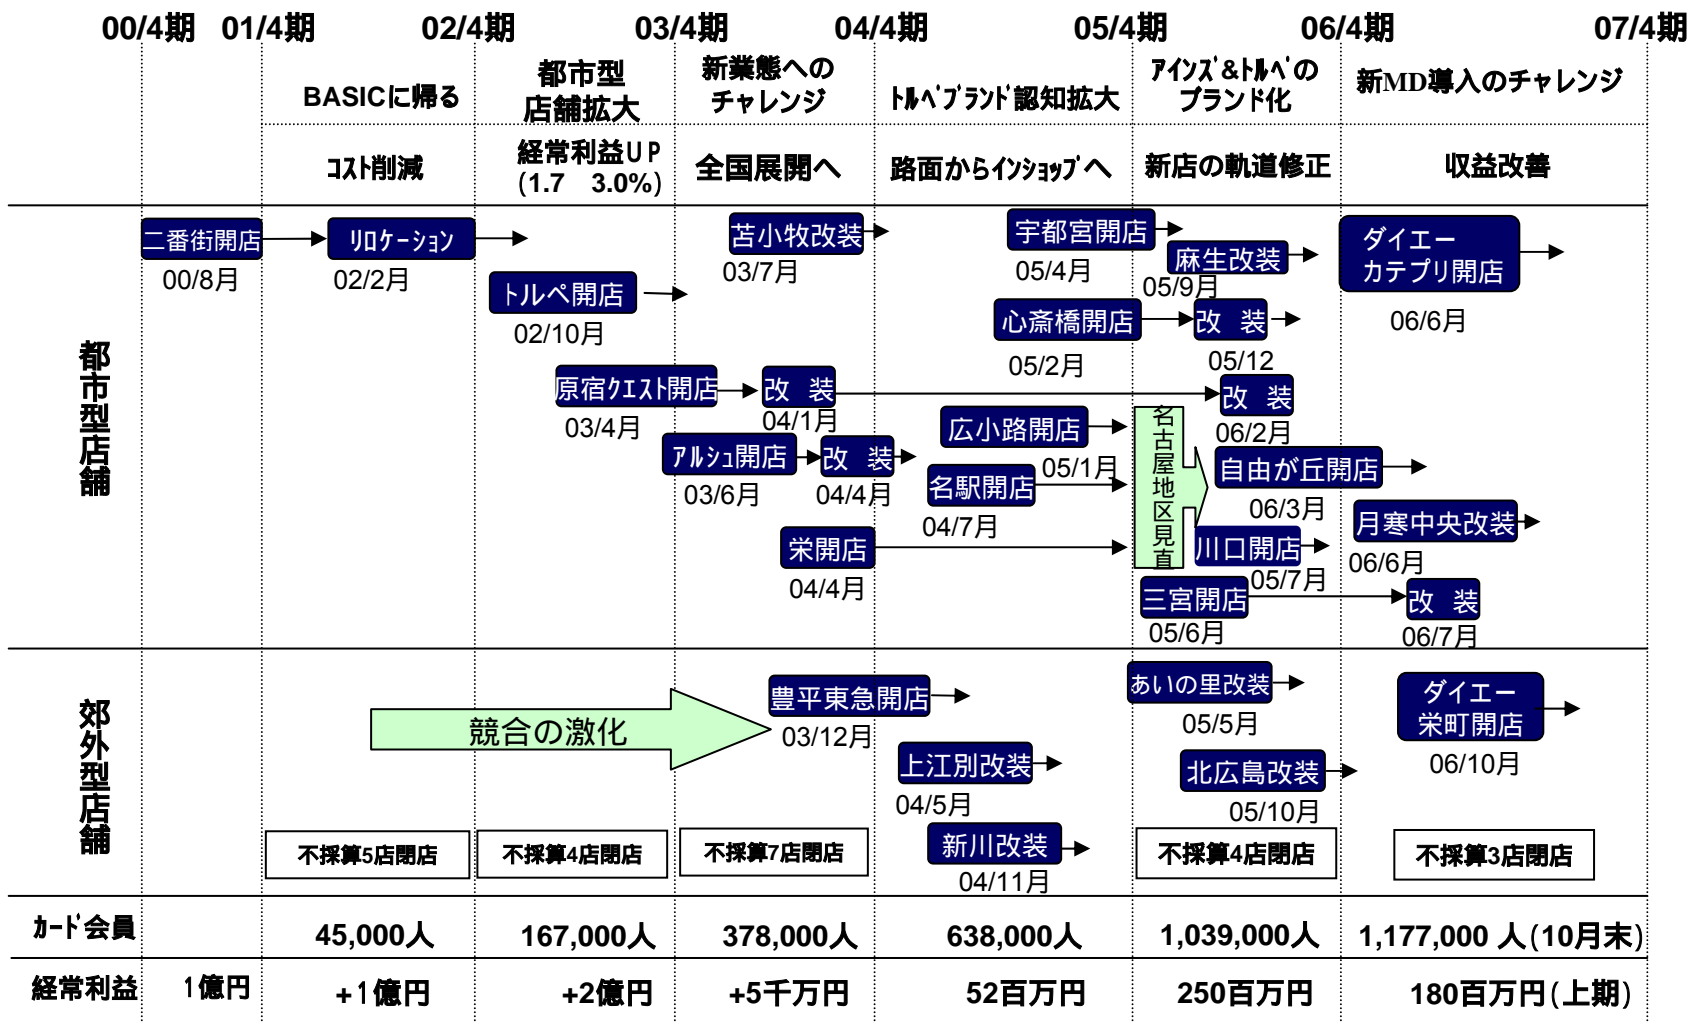 00/4期 01/4期 02/4期 03/4期 04/4期 05/4期 06/4期 07/4期
BASICに帰る
都市型
店舗拡大
新業態への
チャレンジ
ﾄﾙﾍﾟﾌﾞﾗﾝﾄﾞ認知拡大
ｱｲﾝｽﾞ&ﾄﾙﾍﾟの
ブランド化
新MD導入のチャレンジ
ｺｽﾄ削減
経常利益UP
(1.7 3.0%)
全国展開へ
路面からｲﾝｼｮｯﾌﾟへ
新店の軌道修正
収益改善
都市型店舗
二番街開店
00/8月
ﾘﾛｹｰｼｮﾝ
02/2月
トルペ開店
02/10月
苫小牧改装
03/7月
宇都宮開店
05/4月
麻生改装
05/9月
ダイエー
カテプリ開店
06/6月
心斎橋開店
05/2月
改 装
05/12
原宿ｸｴｽﾄ開店
03/4月
改 装
04/1月
改 装
06/2月
アルシュ開店
03/6月
改 装
04/4月
広小路開店
05/1月
名駅開店
04/7月
名古屋地区見直
自由が丘開店
06/3月
月寒中央改装
06/6月
栄開店
04/4月
川口開店
05/7月
三宮開店
05/6月
改 装
06/7月
郊外型店舗
競合の激化
豊平東急開店
03/12月
上江別改装
04/5月
新川改装
04/11月
あいの里改装
05/5月
北広島改装
05/10月
ダイエー
栄町開店
06/10月
不採算5店閉店
不採算4店閉店
不採算7店閉店
不採算4店閉店
不採算3店閉店
ｶｰﾄﾞ会員 45,000人 167,000人 378,000人 638,000人 1,039,000人 1,177,000 人(10月末)
経常利益 1億円 +1億円 +2億円 +5千万円 52百万円 250百万円 180百万円(上期)